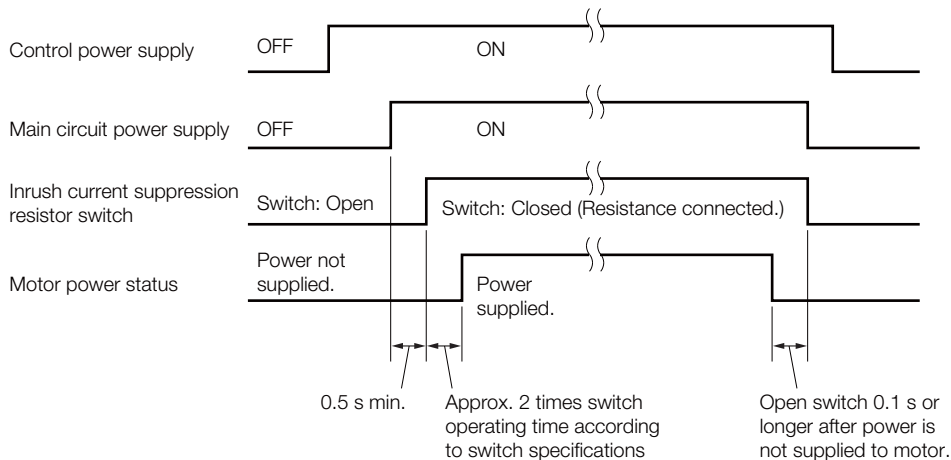 Control power supply
OFF
ON
Main circuit power supply
OFF
ON
Inrush current suppression
resistor switch
Switch: Open
Switch: Closed (Resistance connected.)
Motor power status
Power not
supplied.
Power
supplied.
0.5 s min.
Approx. 2 times switch
operating time according
to switch specifications
Open switch 0.1 s or
longer after power is
not supplied to motor.